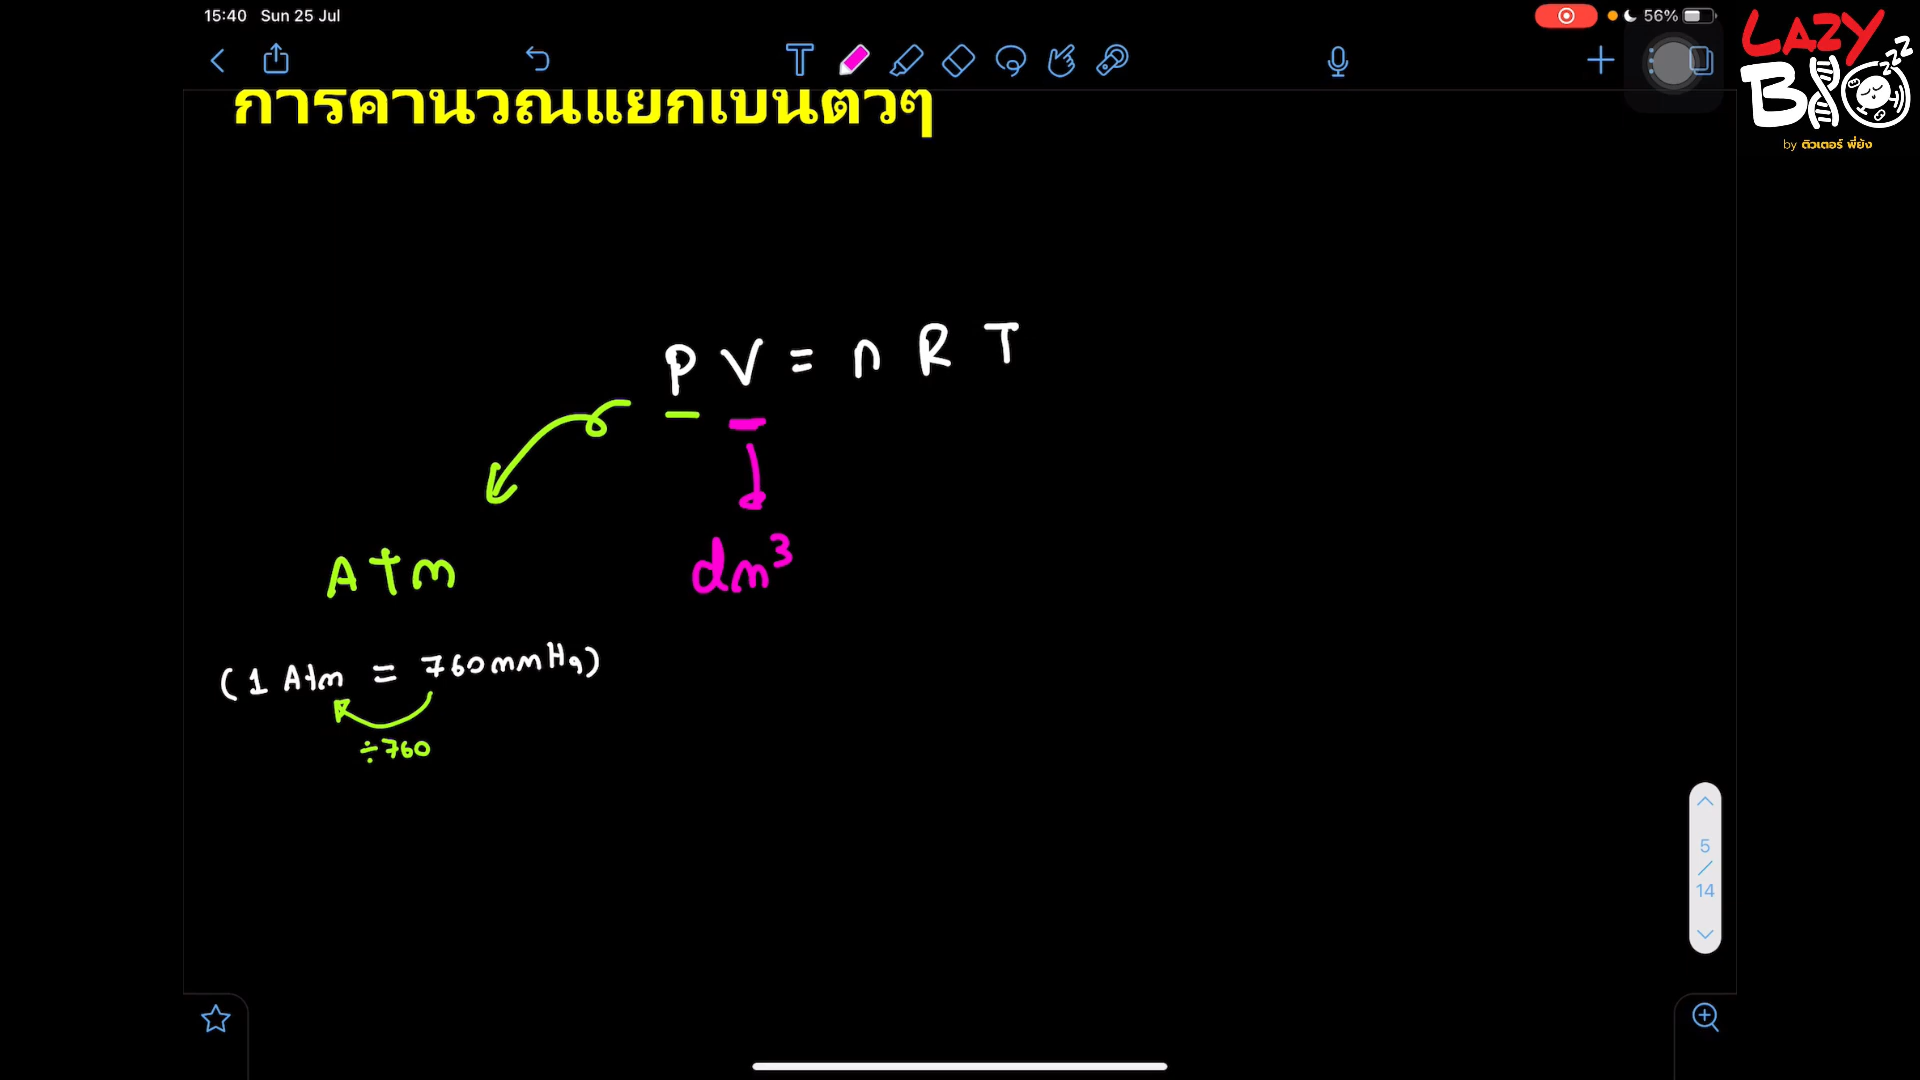 15:40 Sun 25 Jul
56%
LAZY
BIO
zzz
by ติวเตอร์ พี่ยัง
T
การคำนวณแยกเป็นตัวๆ
P V = n R T
Atm
dm³
(1 Atm = 760mmHg)
÷760
5
/
14